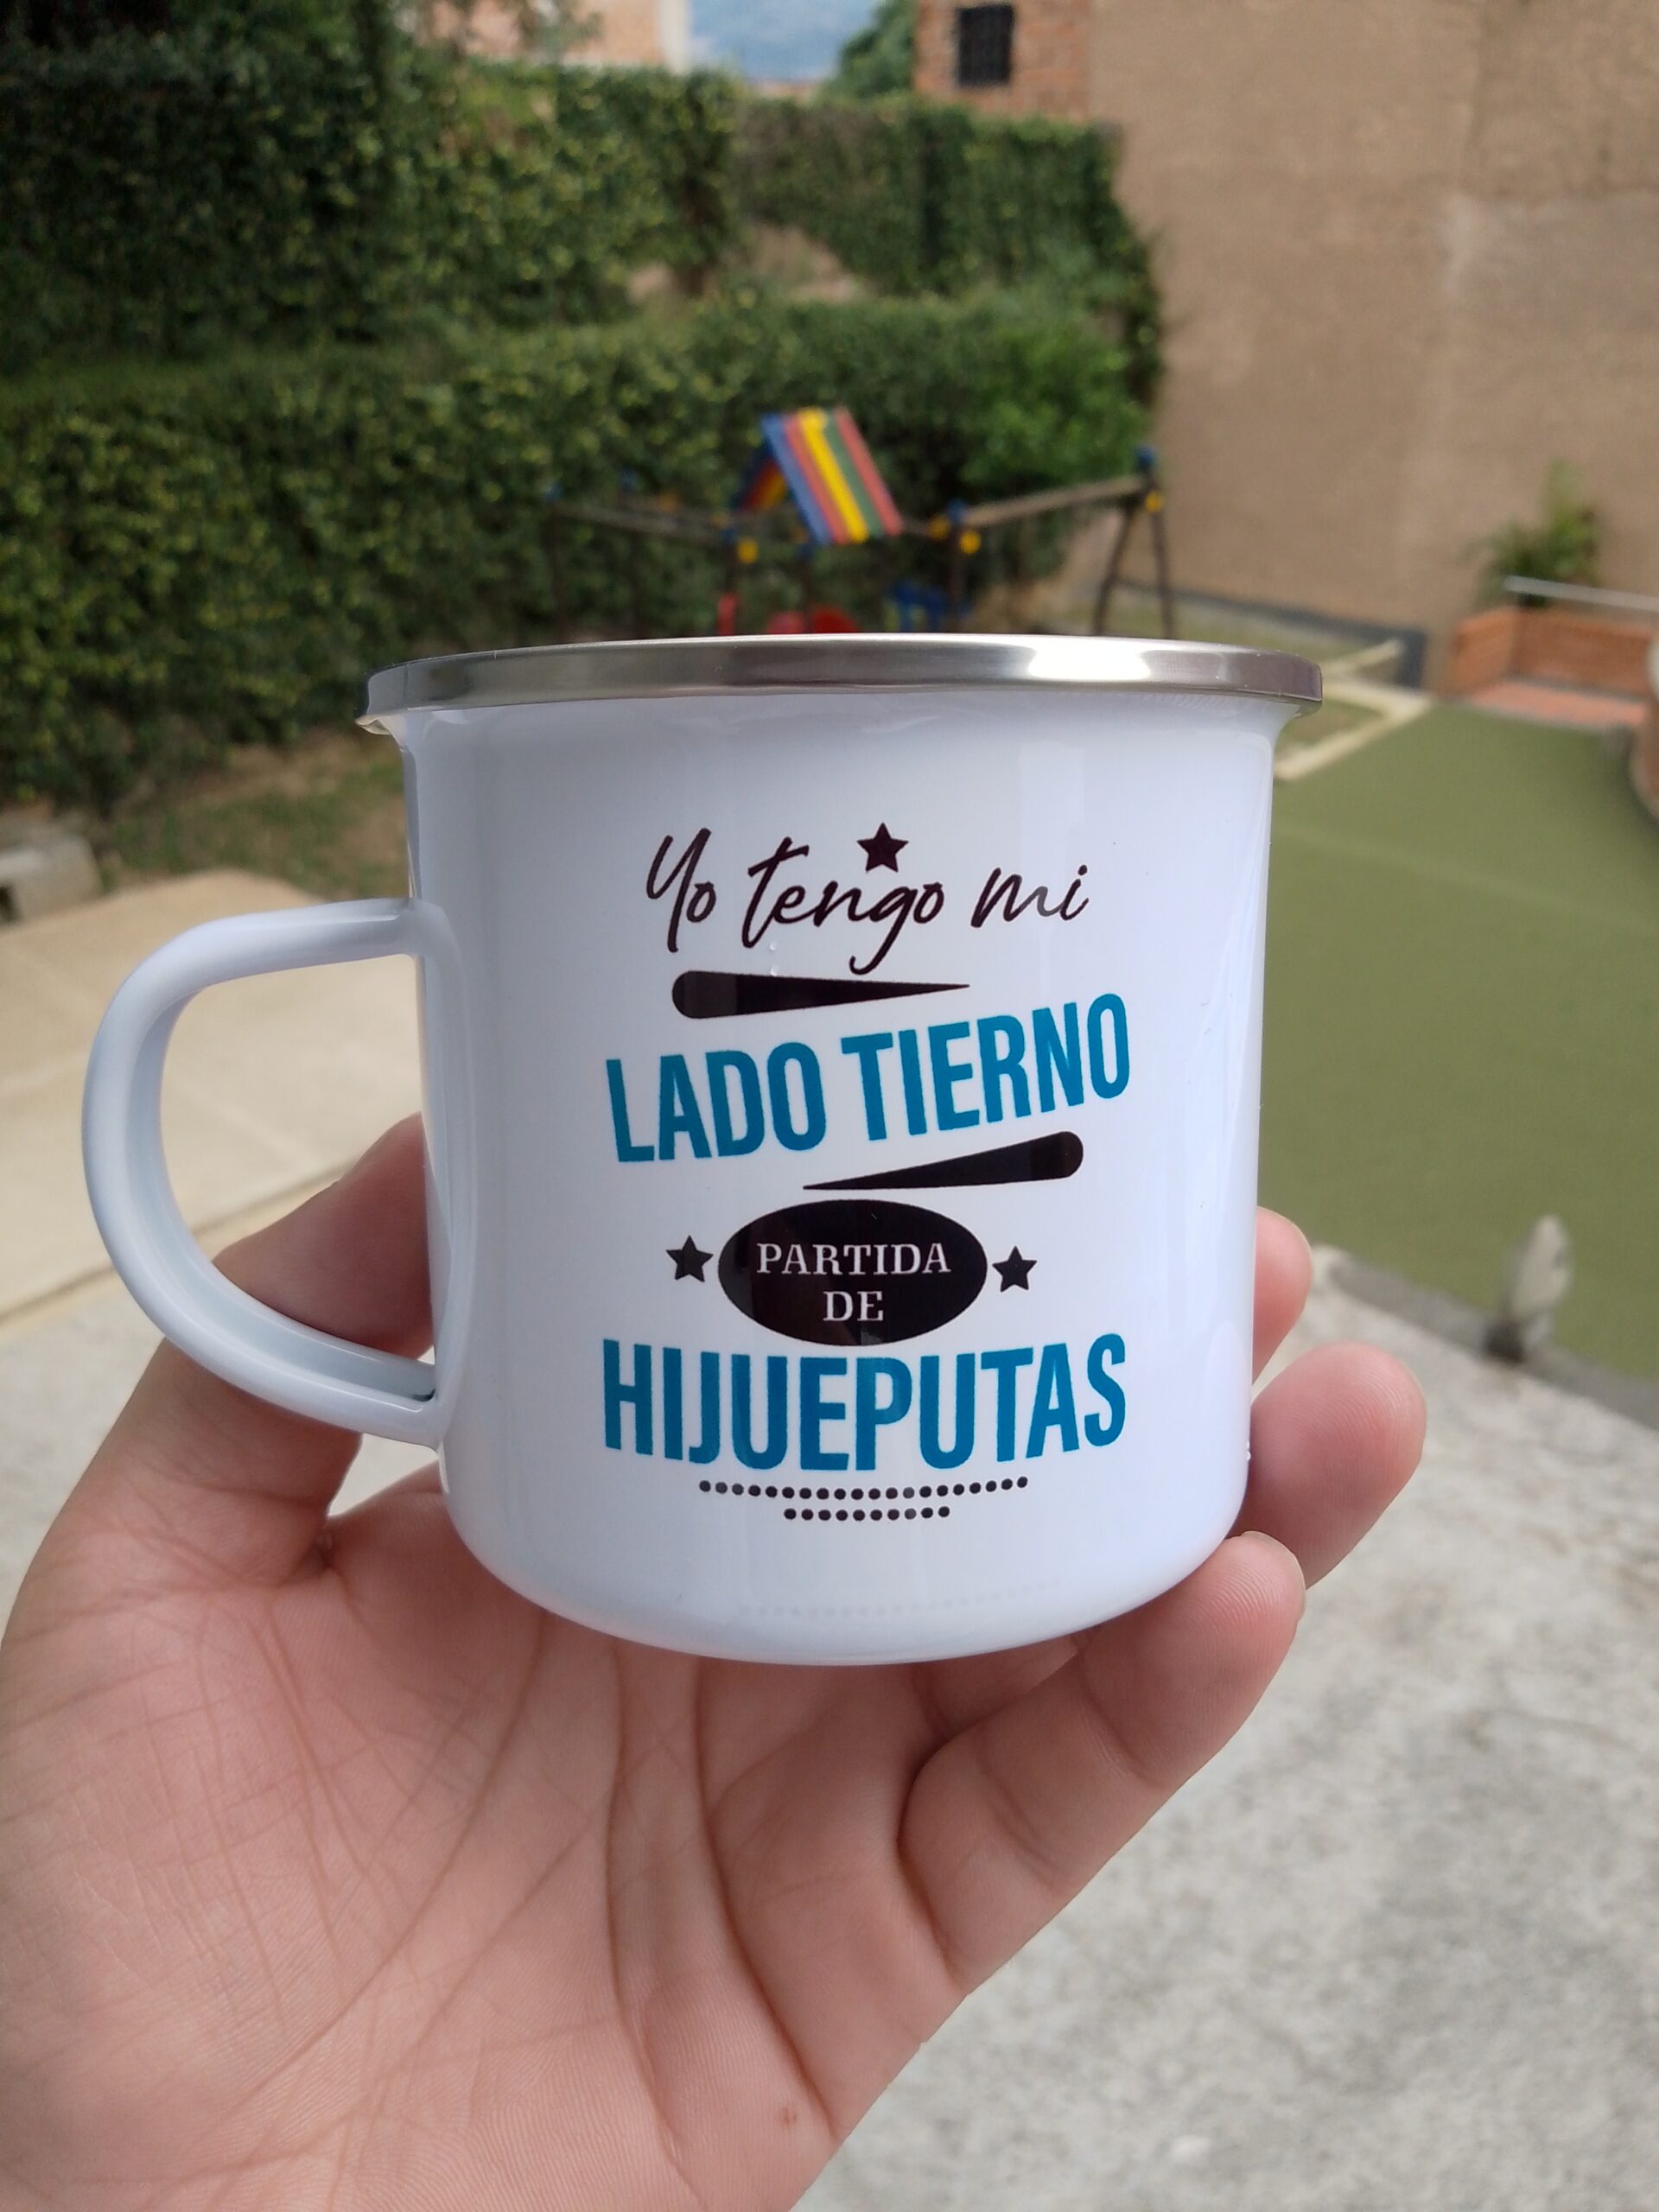 Yo tengo mi
LADO TIERNO
PARTIDA
DE
HIJUEPUTAS